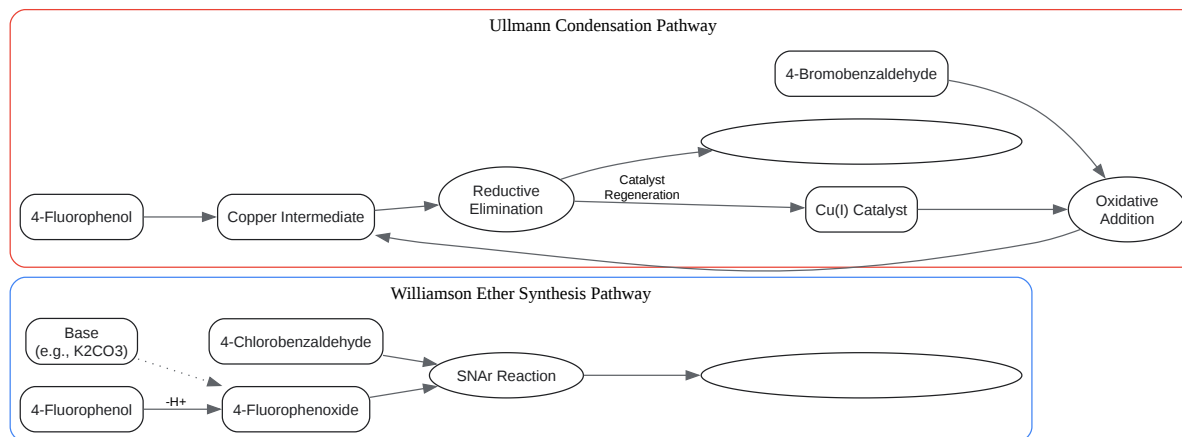 Ullmann Condensation Pathway
4-Bromobenzaldehyde
4-Fluorophenol
Copper Intermediate
Reductive
Elimination
Catalyst
Regeneration
Cu(I) Catalyst
Oxidative
Addition
Williamson Ether Synthesis Pathway
Base
(e.g., K2CO3)
4-Chlorobenzaldehyde
SNAr Reaction
4-Fluorophenol
-H+
4-Fluorophenoxide